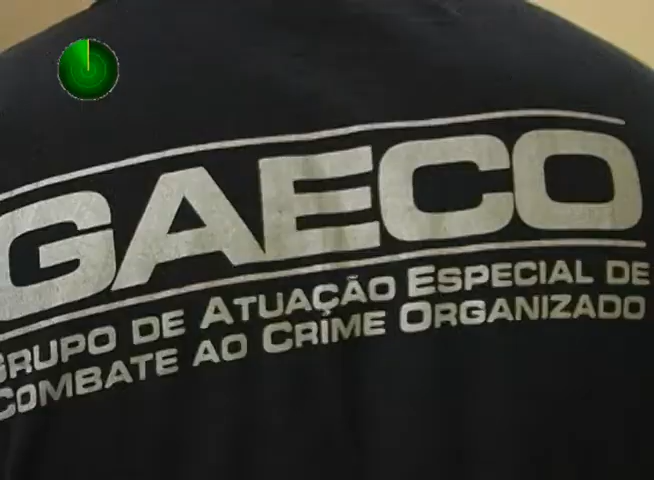 GAECO
GRUPO DE ATUAÇÃO ESPECIAL DE
COMBATE AO CRIME ORGANIZADO